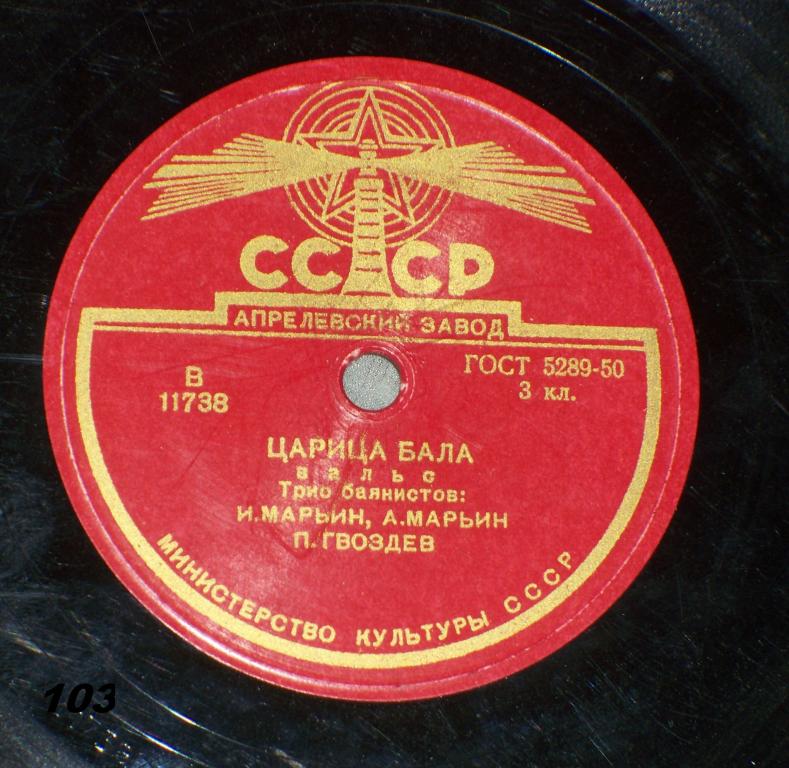 СССР
АПРЕЛЕВСКИЙ ЗАВОД
В
11738
ГОСТ 5289-50
3 кл.
ЦАРИЦА БАЛА
вальс
Трио баянистов:
И.МАРЬИН, А.МАРЬИН
П.ГВОЗДЕВ
МИНИСТЕРСТВО КУЛЬТУРЫ СССР
103